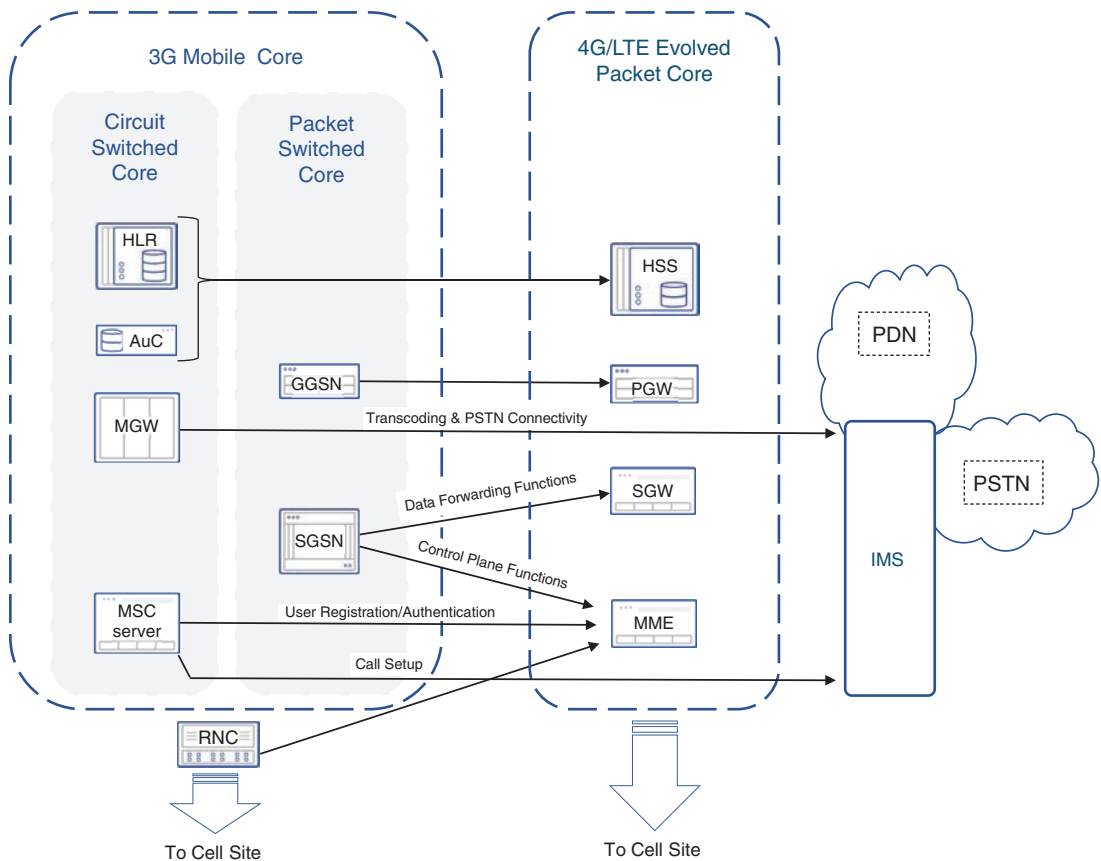 3G Mobile Core
4G/LTE Evolved
Packet Core
Circuit
Switched
Core
Packet
Switched
Core
HLR
HSS
AuC
PDN
GGSN
PGW
MGW
Transcoding & PSTN Connectivity
Data Forwarding Functions
SGW
PSTN
SGSN
Control Plane Functions
IMS
MSC
server
User Registration/Authentication
MME
Call Setup
RNC
To Cell Site
To Cell Site